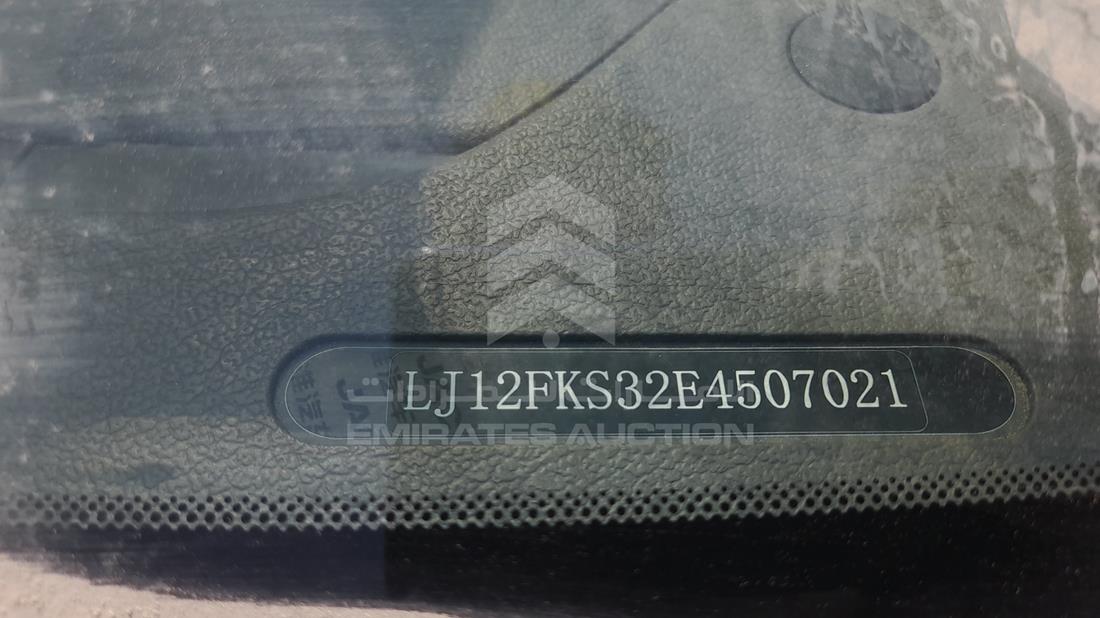 LJ12FKS32E4507021
EMIRATES AUCTION